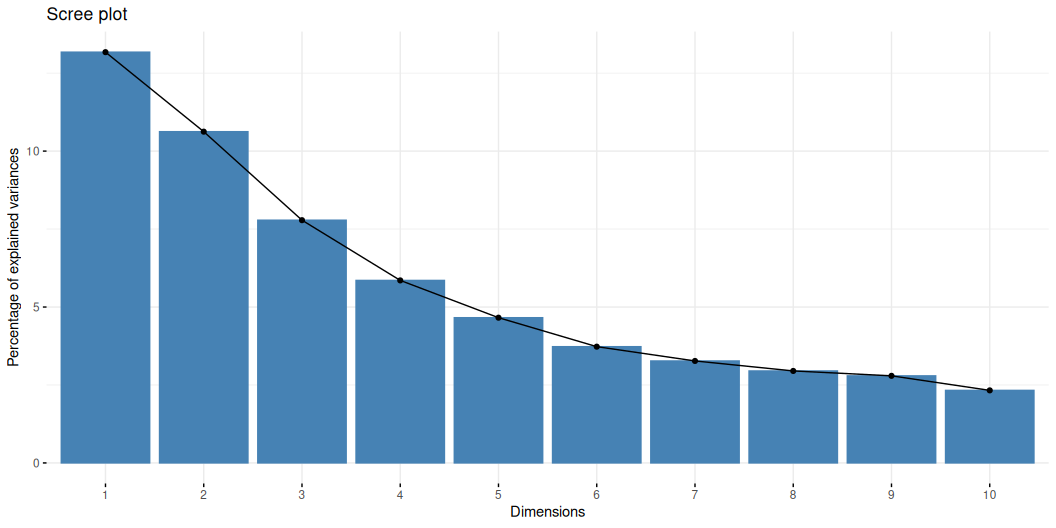 Scree plot
Percentage of explained variances
10
5
0
1 2 3 4 5 6 7 8 9 10
Dimensions